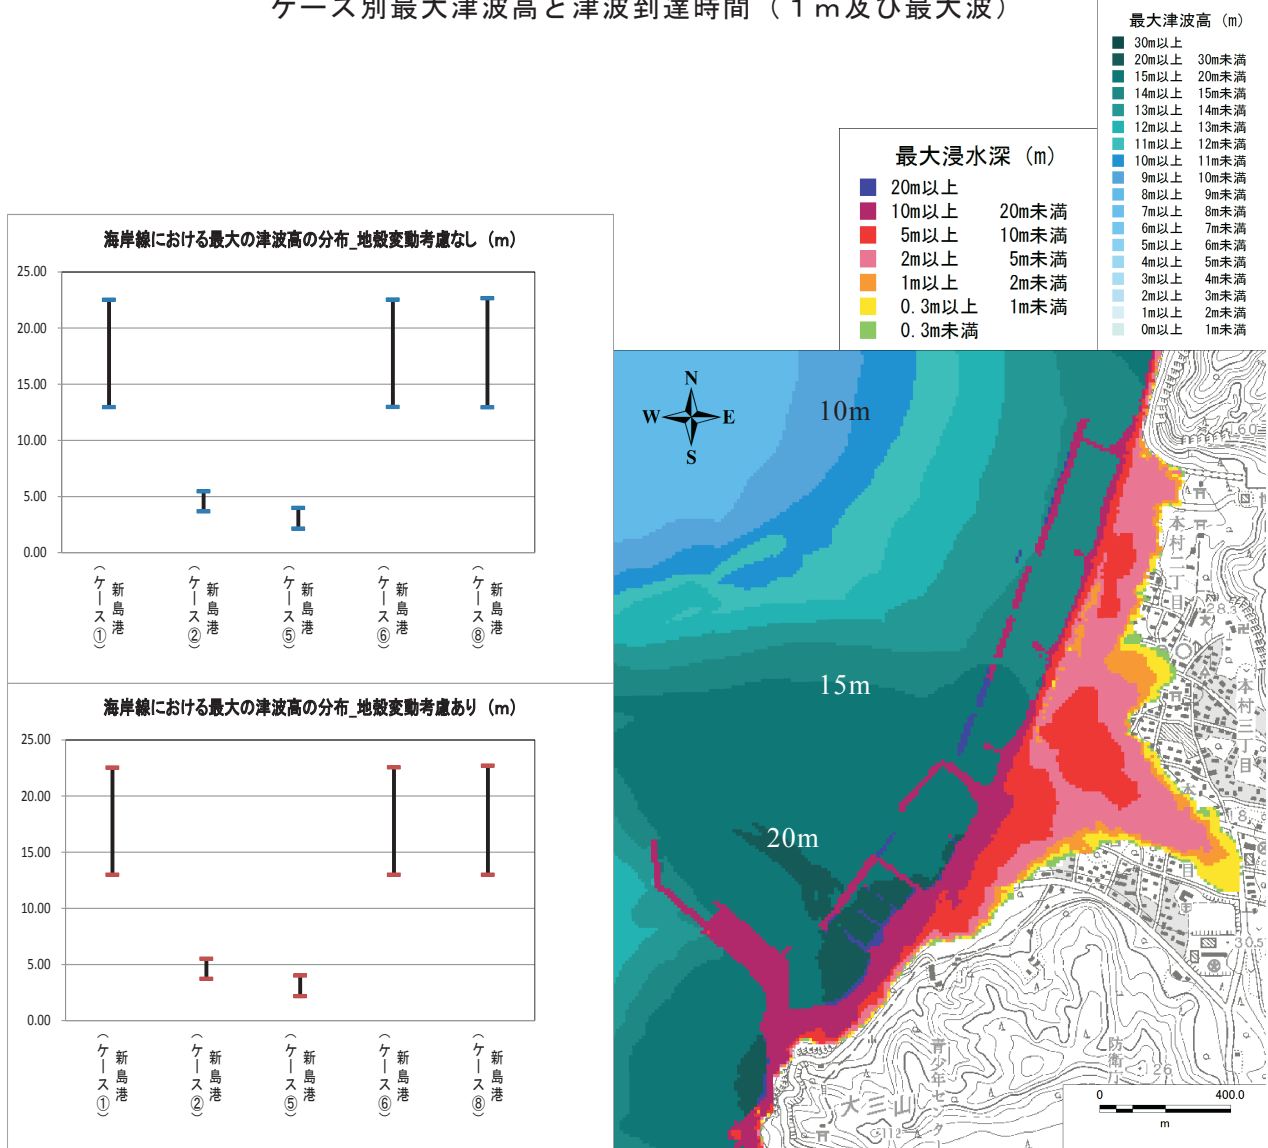 ケース別最大津波高と津波到達時間（１ｍ及び最大波）
最大津波高 (m)
30m以上
20m以上 30m未満
15m以上 20m未満
14m以上 15m未満
13m以上 14m未満
12m以上 13m未満
11m以上 12m未満
10m以上 11m未満
9m以上 10m未満
8m以上 9m未満
7m以上 8m未満
6m以上 7m未満
5m以上 6m未満
4m以上 5m未満
3m以上 4m未満
2m以上 3m未満
1m以上 2m未満
0m以上 1m未満
最大浸水深 (m)
20m以上
10m以上 20m未満
5m以上 10m未満
2m以上 5m未満
1m以上 2m未満
0.3m以上 1m未満
0.3m未満
海岸線における最大の津波高の分布_地殻変動考慮なし (m)
25.00
20.00
15.00
10.00
5.00
0.00
新島港
（ケース①）
新島港
（ケース②）
新島港
（ケース⑤）
新島港
（ケース⑥）
新島港
（ケース⑧）
海岸線における最大の津波高の分布_地殻変動考慮あり (m)
25.00
20.00
15.00
10.00
5.00
0.00
新島港
（ケース①）
新島港
（ケース②）
新島港
（ケース⑤）
新島港
（ケース⑥）
新島港
（ケース⑧）
N
W
E
S
10m
15m
20m
160
本村一丁目
28.3
本村三丁目
18
305
青少年セ
防衛庁
126
大三山
112
0
400.0
m